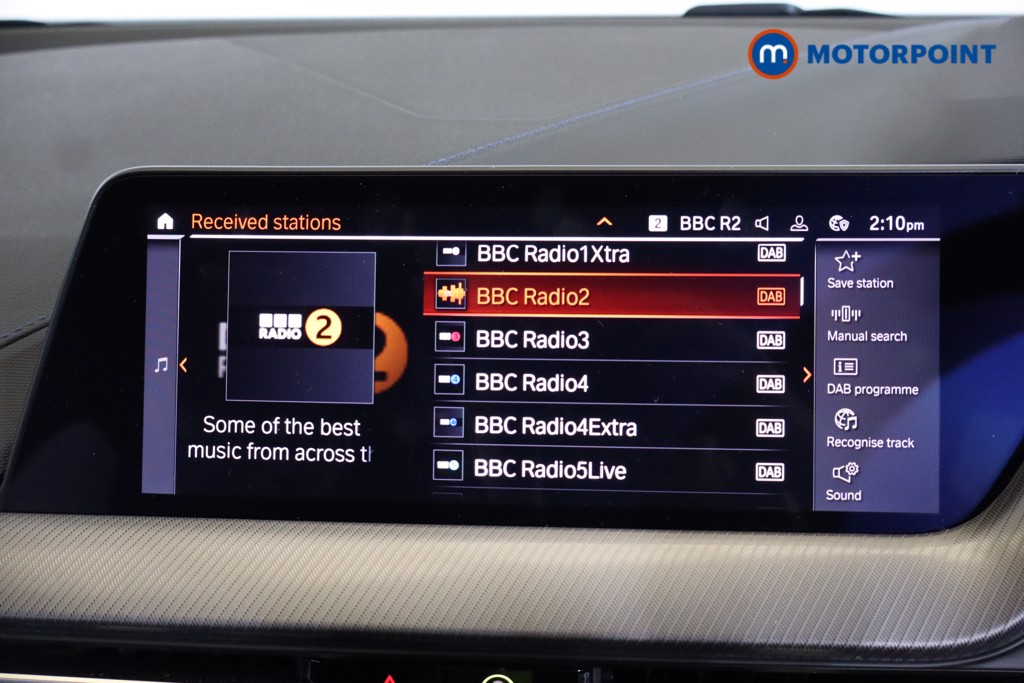 m MOTORPOINT
Received stations
2 BBC R2 2:10pm
BBC Radio1Xtra DAB
BBC Radio2 DAB
BBC Radio3 DAB
BBC Radio4 DAB
BBC Radio4Extra DAB
BBC Radio5Live DAB
BBC
RADIO 2
Some of the best
music from across th
Save station
Manual search
DAB programme
Recognise track
Sound